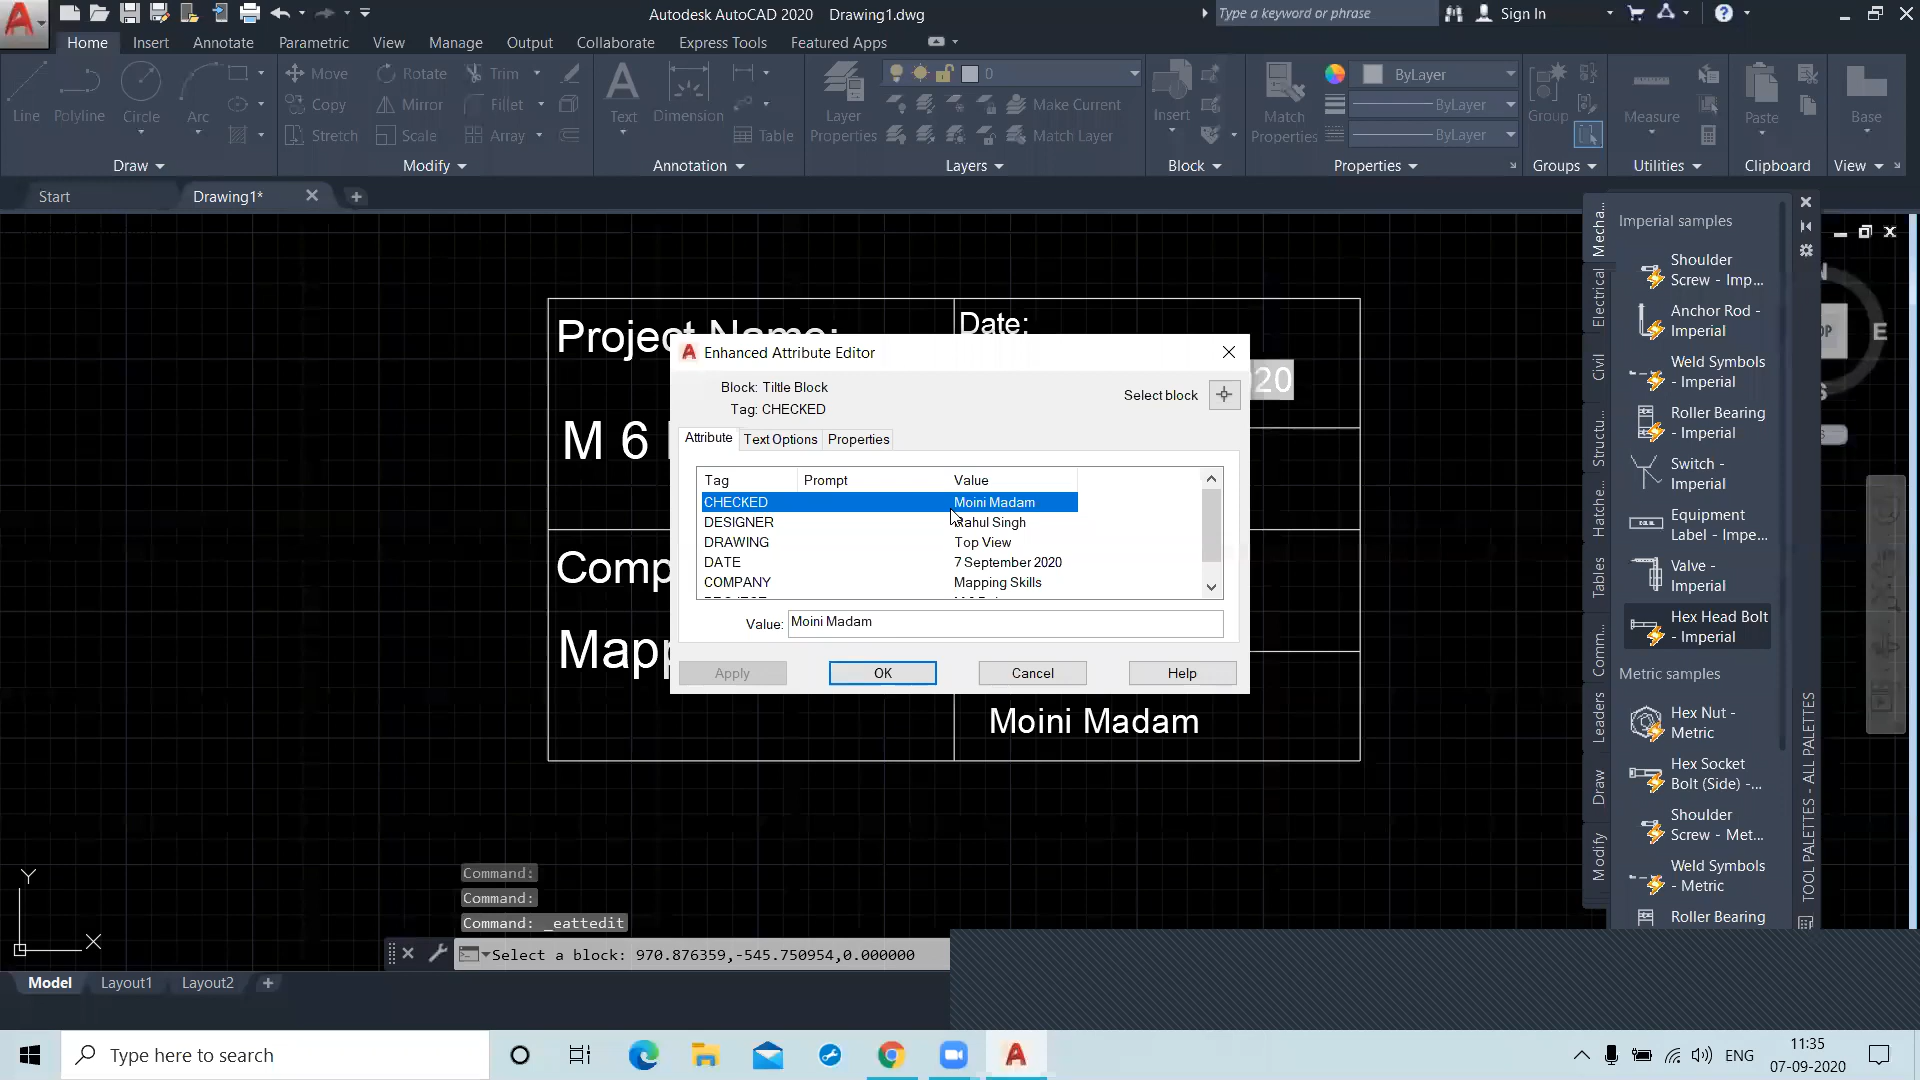 Autodesk AutoCAD 2020 Drawing1.dwg
Type a keyword or phrase
Sign In
Home Insert Annotate Parametric View Manage Output Collaborate Express Tools Featured Apps
Line Polyline Circle Arc
Move Rotate Trim
Copy Mirror Fillet
Stretch Scale Array
Text Dimension Table
Layer Properties
0
Make Current
Match Layer
Insert
Match Properties
ByLayer
ByLayer
ByLayer
Group Measure Paste Base
Draw Modify Annotation Layers Block Properties Groups Utilities Clipboard View
Start Drawing1*
Project Name: Date:
M 6
20
Comp
Mapp
Moini Madam
Enhanced Attribute Editor
Block: Tiltle Block
Tag: CHECKED
Select block
Attribute Text Options Properties
Tag Prompt Value
CHECKED Moini Madam
DESIGNER Rahul Singh
DRAWING Top View
DATE 7 September 2020
COMPANY Mapping Skills
Value: Moini Madam
Apply OK Cancel Help
Mecha...
Electrical
Civil
Structu...
Hatche...
Tables
Comm...
Leaders
Draw
Modify
Imperial samples
Shoulder
Screw - Imp...
Anchor Rod -
Imperial
Weld Symbols
- Imperial
Roller Bearing
- Imperial
Switch -
Imperial
Equipment
Label - Impe...
Valve -
Imperial
Hex Head Bolt
- Imperial
Metric samples
Hex Nut -
Metric
Hex Socket
Bolt (Side) -...
Shoulder
Screw - Met...
Weld Symbols
- Metric
Roller Bearing
TOOL PALETTES - ALL PALETTES
OP
E
S
Y
X
Command:
Command:
Command: _eattedit
Select a block: 970.876359,-545.750954,0.000000
Model Layout1 Layout2
Type here to search
ENG
11:35
07-09-2020